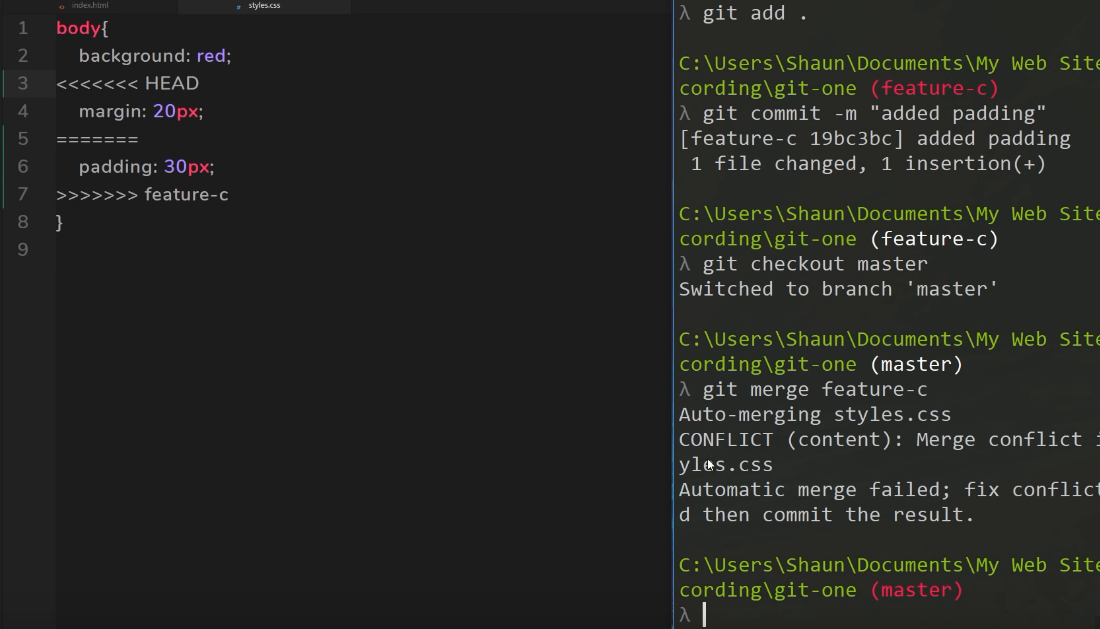 index.html
styles.css
1 body{
2 background: red;
3 <<<<<<< HEAD
4 margin: 20px;
5 =======
6 padding: 30px;
7 >>>>>>> feature-c
8 }
9
λ git add .
C:\Users\Shaun\Documents\My Web Site
cording\git-one (feature-c)
λ git commit -m "added padding"
[feature-c 19bc3bc] added padding
1 file changed, 1 insertion(+)
C:\Users\Shaun\Documents\My Web Site
cording\git-one (feature-c)
λ git checkout master
Switched to branch 'master'
C:\Users\Shaun\Documents\My Web Site
cording\git-one (master)
λ git merge feature-c
Auto-merging styles.css
CONFLICT (content): Merge conflict i
yles.css
Automatic merge failed; fix conflict
d then commit the result.
C:\Users\Shaun\Documents\My Web Site
cording\git-one (master)
λ